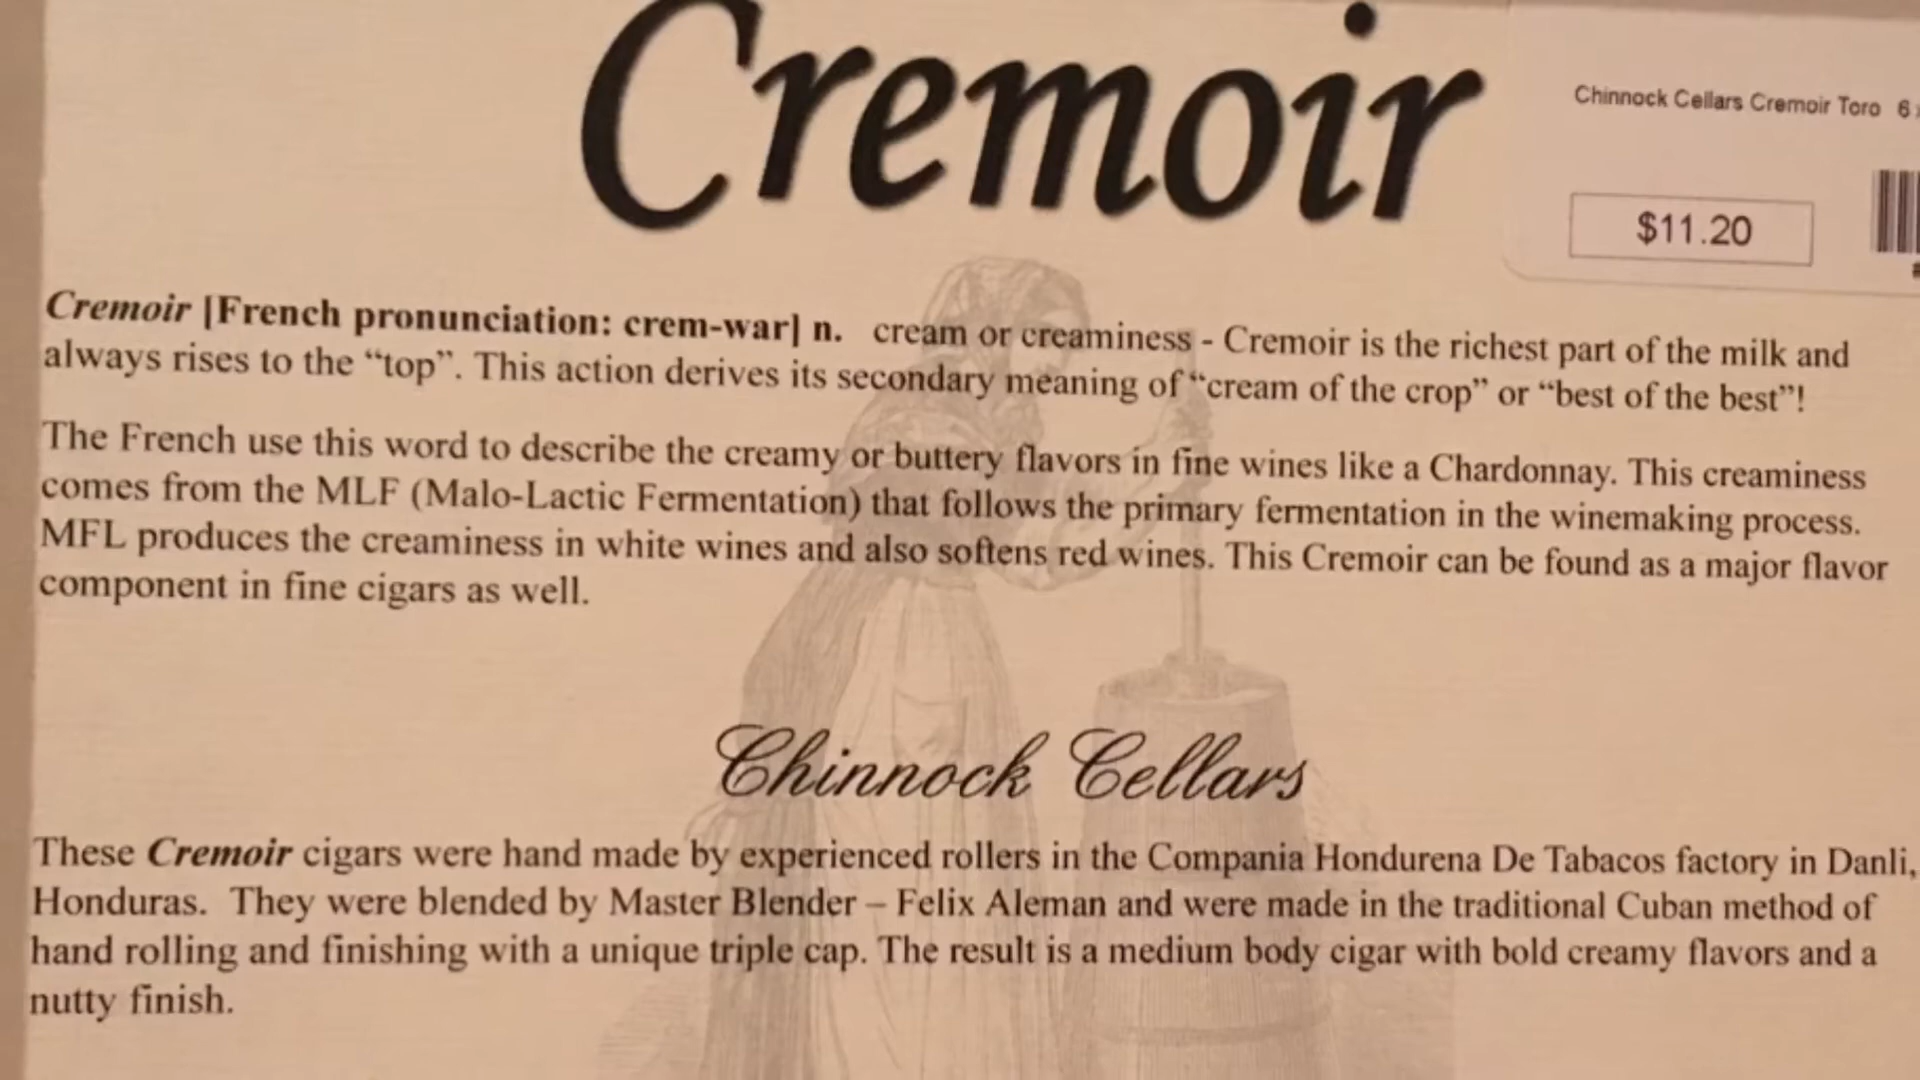 Cremoir
Chinnock Cellars Cremoir Toro 6
$11.20
Cremoir [French pronunciation: crem-war] n. cream or creaminess - Cremoir is the richest part of the milk and
always rises to the “top”. This action derives its secondary meaning of “cream of the crop” or “best of the best”!
The French use this word to describe the creamy or buttery flavors in fine wines like a Chardonnay. This creaminess
comes from the MLF (Malo-Lactic Fermentation) that follows the primary fermentation in the winemaking process.
MFL produces the creaminess in white wines and also softens red wines. This Cremoir can be found as a major flavor
component in fine cigars as well.
Chinnock Cellars
These Cremoir cigars were hand made by experienced rollers in the Compania Hondurena De Tabacos factory in Danli,
Honduras. They were blended by Master Blender – Felix Aleman and were made in the traditional Cuban method of
hand rolling and finishing with a unique triple cap. The result is a medium body cigar with bold creamy flavors and a
nutty finish.